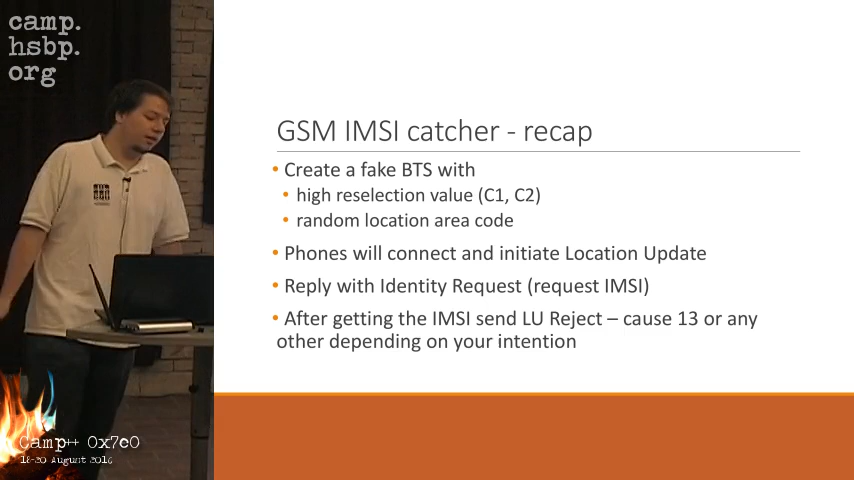 camp.
hsbp.
org
GSM IMSI catcher - recap
• Create a fake BTS with
• high reselection value (C1, C2)
• random location area code
• Phones will connect and initiate Location Update
• Reply with Identity Request (request IMSI)
• After getting the IMSI send LU Reject – cause 13 or any
other depending on your intention
Camp++ 0x7e0
18-20 August 2016